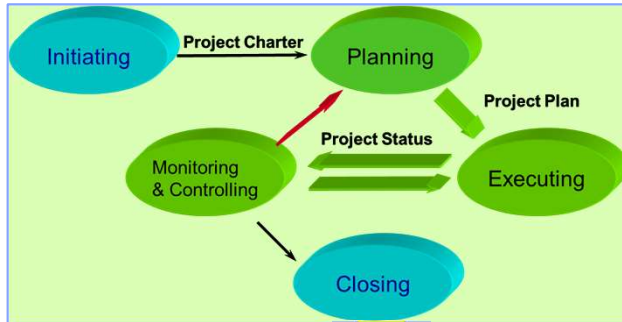 Initiating
Project Charter
Planning
Project Plan
Project Status
Monitoring
& Controlling
Executing
Closing